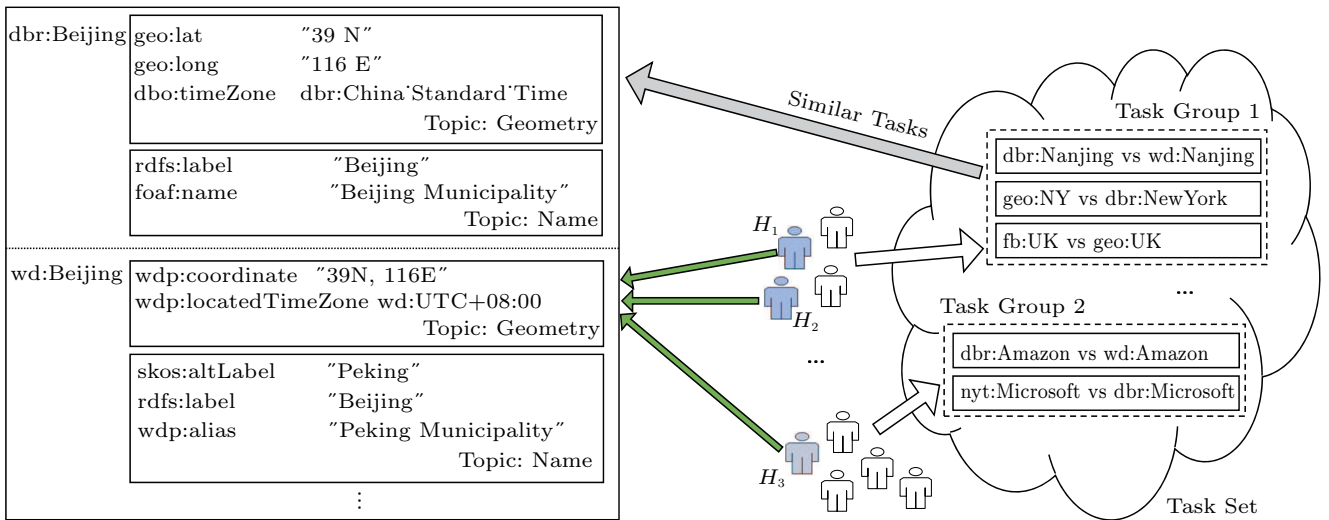 dbr:Beijing
geo:lat ″39 N″
geo:long ″116 E″
dbo:timeZone dbr:China˙Standard˙Time
Topic: Geometry
rdfs:label ″Beijing″
foaf:name ″Beijing Municipality″
Topic: Name
wd:Beijing
wdp:coordinate ″39N, 116E″
wdp:locatedTimeZone wd:UTC+08:00
Topic: Geometry
skos:altLabel ″Peking″
rdfs:label ″Beijing″
wdp:alias ″Peking Municipality″
Topic: Name
⋮
Similar Tasks
H1
H2
...
H3
Task Group 1
dbr:Nanjing vs wd:Nanjing
geo:NY vs dbr:NewYork
fb:UK vs geo:UK
...
Task Group 2
dbr:Amazon vs wd:Amazon
nyt:Microsoft vs dbr:Microsoft
Task Set